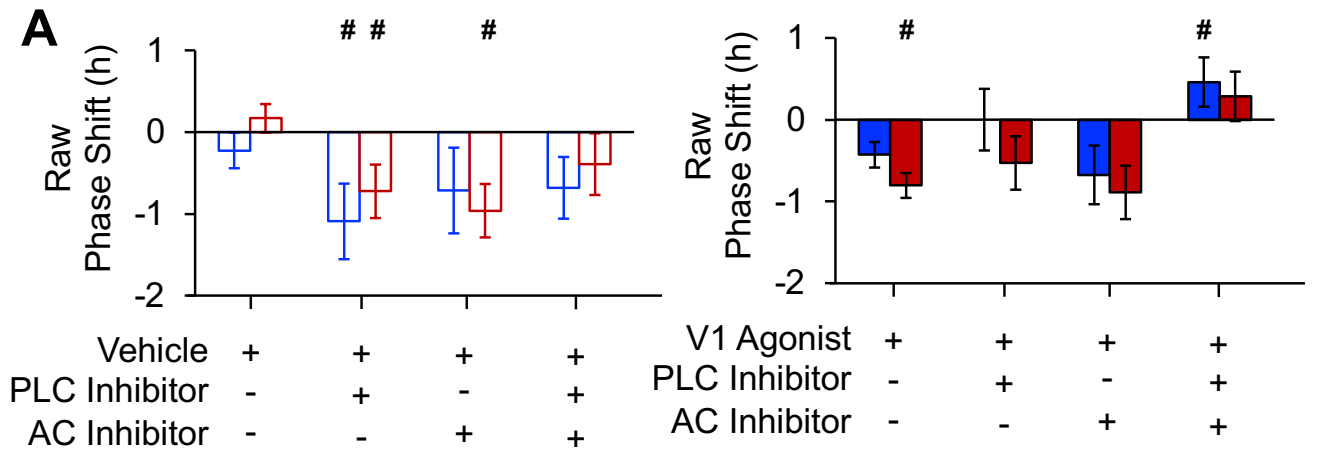 A
# # #
1
0
-1
-2
Raw
Phase Shift (h)
Vehicle + + + +
PLC Inhibitor - + - +
AC Inhibitor - - + +
# #
1
0
-1
-2
Raw
Phase Shift (h)
V1 Agonist + + + +
PLC Inhibitor - + - +
AC Inhibitor - - + +